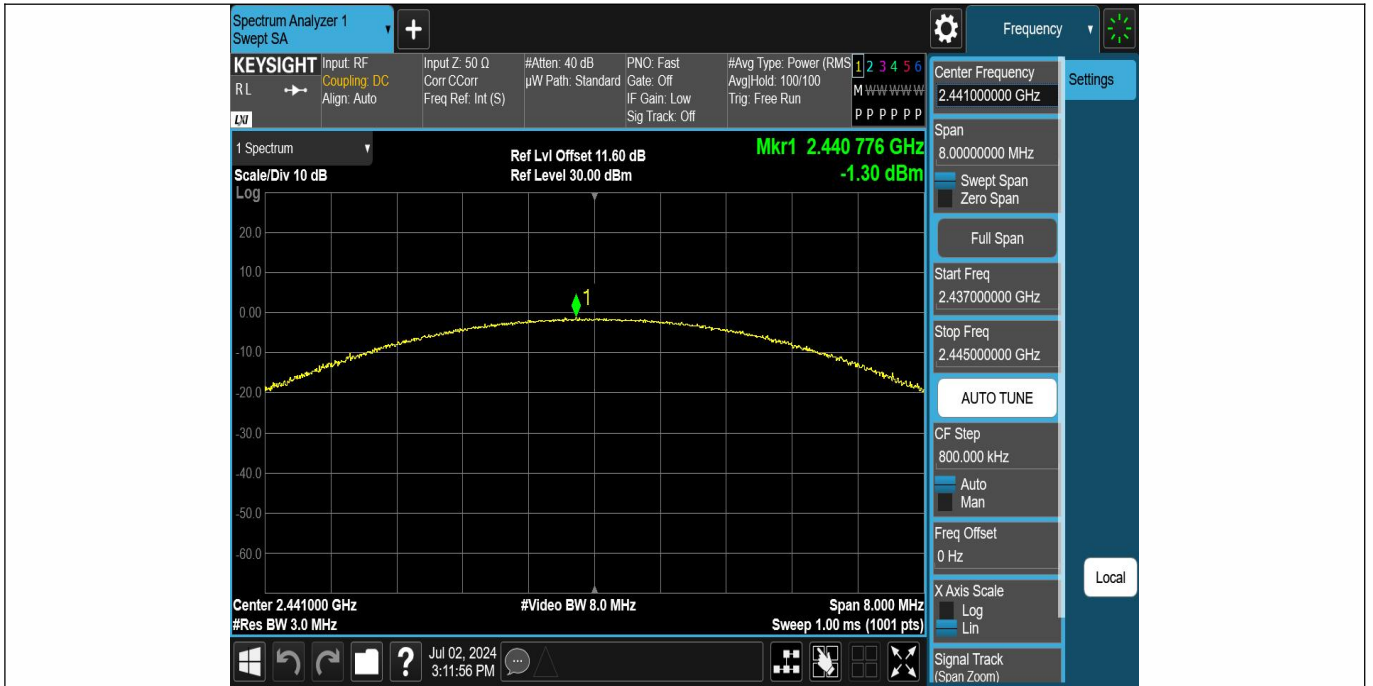 Spectrum Analyzer 1
Swept SA
+
Frequency
KEYSIGHT
R L
LXI
Input: RF
Coupling: DC
Align: Auto
Input Z: 50 Ω
Corr CCorr
Freq Ref: Int (S)
#Atten: 40 dB
µW Path: Standard
PNO: Fast
Gate: Off
IF Gain: Low
Sig Track: Off
#Avg Type: Power (RMS
Avg|Hold: 100/100
Trig: Free Run
1 2 3 4 5 6
M W W W W W
P P P P P P
1 Spectrum
Scale/Div 10 dB
Log
Ref Lvl Offset 11.60 dB
Ref Level 30.00 dBm
Mkr1 2.440 776 GHz
-1.30 dBm
20.0
10.0
0.00
-10.0
-20.0
-30.0
-40.0
-50.0
-60.0
1
Center 2.441000 GHz
#Res BW 3.0 MHz
#Video BW 8.0 MHz
Span 8.000 MHz
Sweep 1.00 ms (1001 pts)
?
Jul 02, 2024
3:11:56 PM
Center Frequency
2.441000000 GHz
Settings
Span
8.00000000 MHz
Swept Span
Zero Span
Full Span
Start Freq
2.437000000 GHz
Stop Freq
2.445000000 GHz
AUTO TUNE
CF Step
800.000 kHz
Auto
Man
Freq Offset
0 Hz
X Axis Scale
Log
Lin
Local
Signal Track
(Span Zoom)